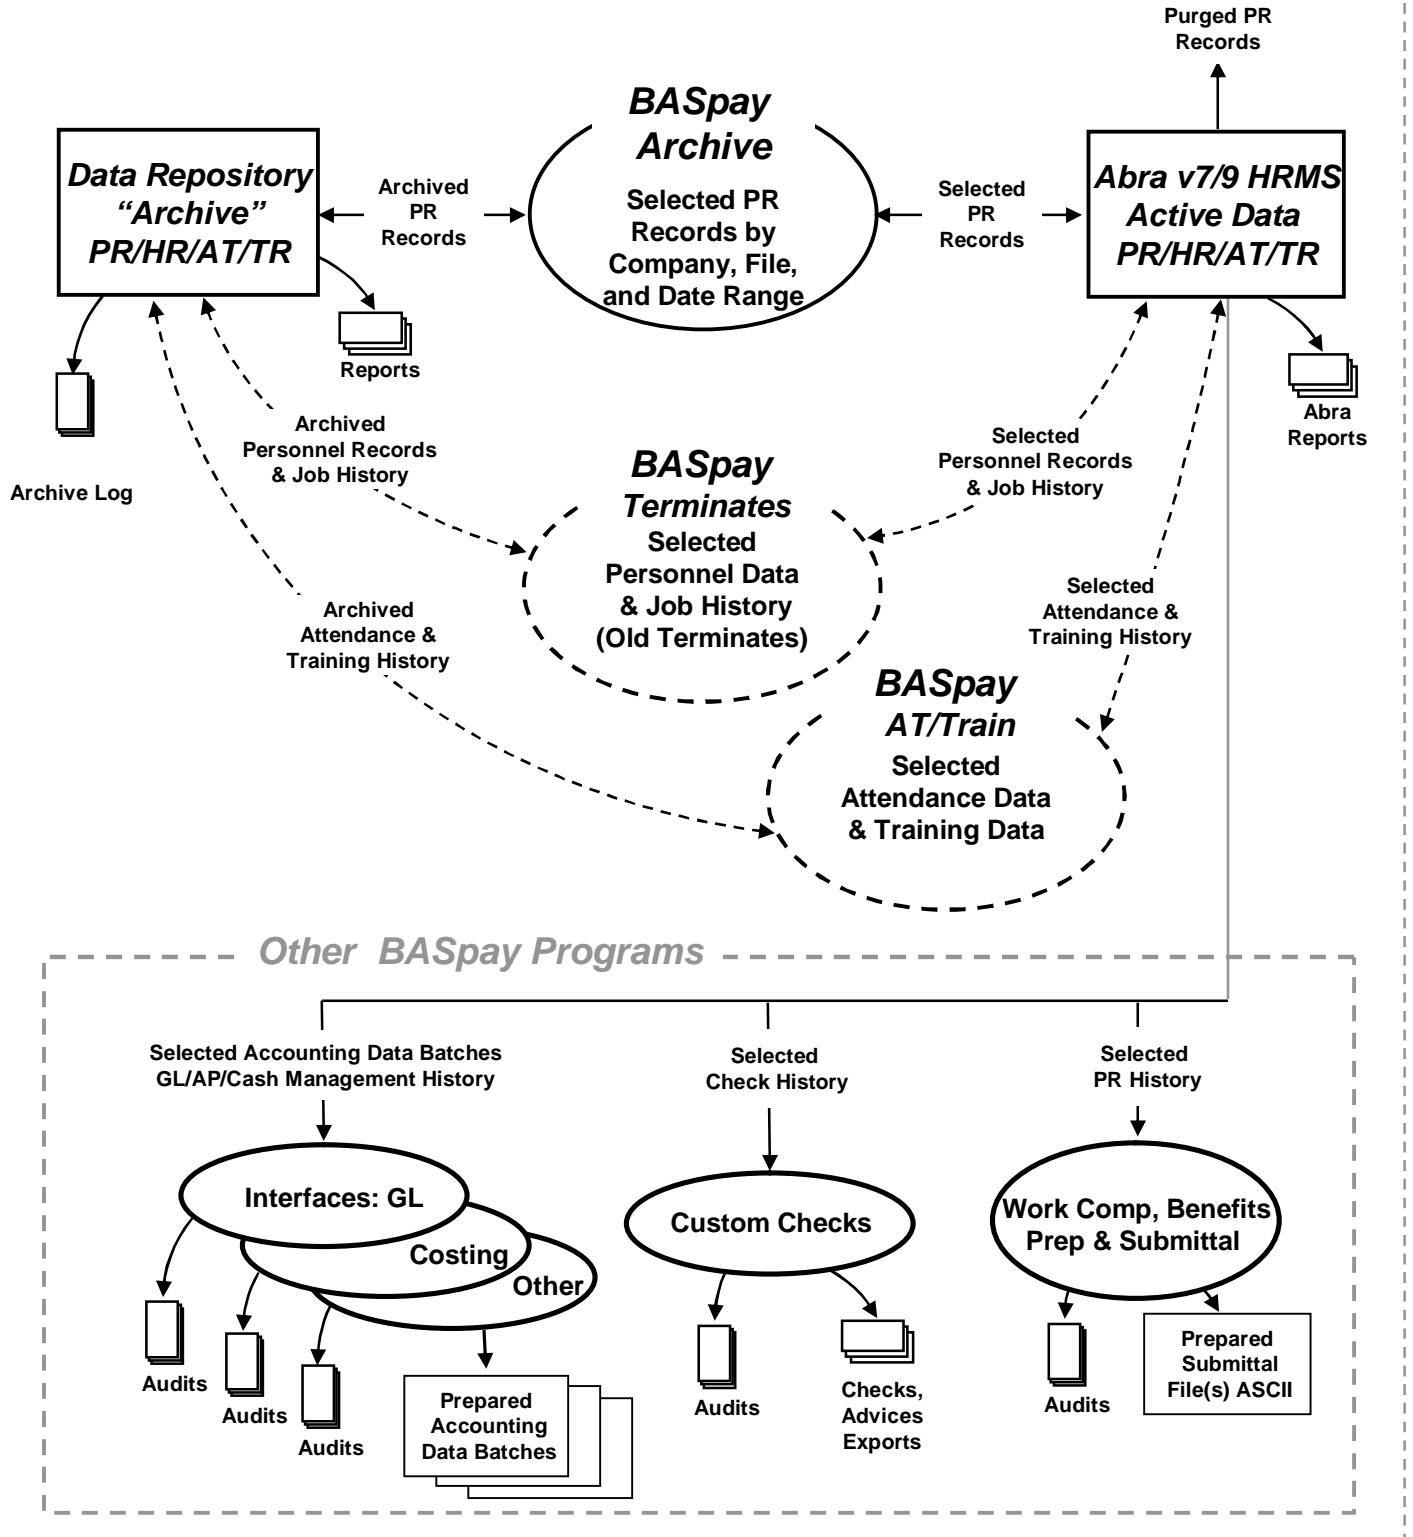 Purged PR
Records
BASpay
Archive
Selected PR
Records by
Company, File,
and Date Range
Data Repository
“Archive”
PR/HR/AT/TR
Archived
PR
Records
Selected
PR
Records
Abra v7/9 HRMS
Active Data
PR/HR/AT/TR
Reports
Archive Log
Abra
Reports
Archived
Personnel Records
& Job History
BASpay
Terminates
Selected
Personnel Data
& Job History
(Old Terminates)
Selected
Personnel Records
& Job History
Archived
Attendance &
Training History
Selected
Attendance &
Training History
BASpay
AT/Train
Selected
Attendance Data
& Training Data
Other BASpay Programs
Selected Accounting Data Batches
GL/AP/Cash Management History
Selected
Check History
Selected
PR History
Interfaces: GL
Costing
Other
Custom Checks
Work Comp, Benefits
Prep & Submittal
Audits
Audits
Audits
Prepared
Accounting
Data Batches
Audits
Checks,
Advices
Exports
Audits
Prepared
Submittal
File(s) ASCII